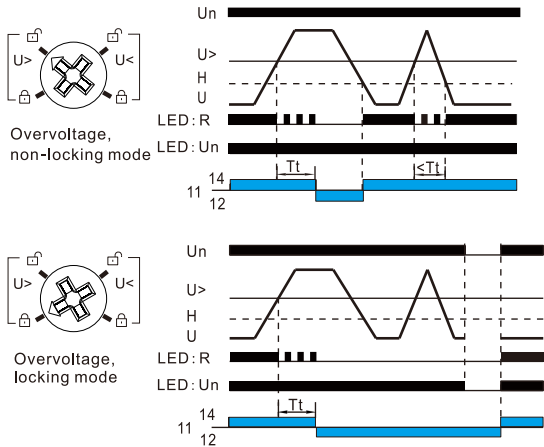 Un
U>
U<
U>
H
U
LED:R
LED:Un
Overvoltage,
non-locking mode
Tt
<Tt
14
11
12
Un
U>
U<
U>
H
U
LED:R
LED:Un
Overvoltage,
locking mode
Tt
14
11
12